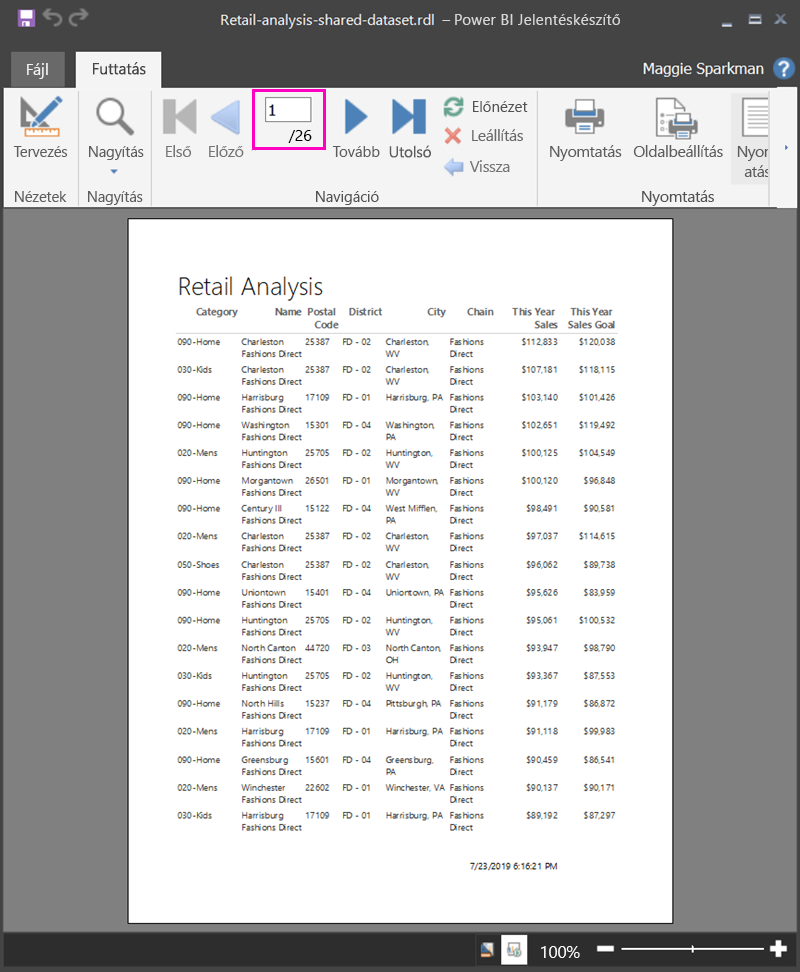 Retail-analysis-shared-dataset.rdl – Power BI Jelentéskészítő
Fájl Futtatás Maggie Sparkman ?
Tervezés
Nézetek
Nagyítás
Nagyítás
Első Előző
1
/26
Tovább Utolsó
Előnézet
Leállítás
Vissza
Navigáció
Nyomtatás Oldalbeállítás
Nyom
atás
Nyomtatás
Retail Analysis
Category Name Postal District City Chain This Year This Year
Code Sales Sales Goal
090-Home Charleston 25387 FD - 02 Charleston, Fashions $112,833 $120,038
Fashions Direct WV Direct
030-Kids Charleston 25387 FD - 02 Charleston, Fashions $107,181 $118,115
Fashions Direct WV Direct
090-Home Harrisburg 17109 FD - 01 Harrisburg, PA Fashions $103,140 $101,426
Fashions Direct Direct
090-Home Washington 15301 FD - 04 Washington, Fashions $102,651 $119,492
Fashions Direct PA Direct
020-Mens Huntington 25705 FD - 02 Huntington, Fashions $100,125 $104,549
Fashions Direct WV Direct
090-Home Morgantown 26501 FD - 01 Morgantown, Fashions $100,120 $96,848
Fashions Direct WV Direct
090-Home Century III 15122 FD - 04 West Mifflen, Fashions $98,491 $90,581
Fashions Direct PA Direct
020-Mens Charleston 25387 FD - 02 Charleston, Fashions $97,037 $114,615
Fashions Direct WV Direct
050-Shoes Charleston 25387 FD - 02 Charleston, Fashions $96,062 $89,738
Fashions Direct WV Direct
090-Home Uniontown 15401 FD - 04 Uniontown, PA Fashions $95,626 $83,959
Fashions Direct Direct
090-Home Huntington 25705 FD - 02 Huntington, Fashions $95,061 $100,532
Fashions Direct WV Direct
020-Mens North Canton 44720 FD - 03 North Canton, Fashions $93,947 $98,790
Fashions Direct OH Direct
030-Kids Huntington 25705 FD - 02 Huntington, Fashions $93,367 $87,553
Fashions Direct WV Direct
090-Home North Hills 15237 FD - 04 Pittsburgh, PA Fashions $91,179 $86,872
Fashions Direct Direct
020-Mens Harrisburg 17109 FD - 01 Harrisburg, PA Fashions $91,118 $99,983
Fashions Direct Direct
090-Home Greensburg 15601 FD - 04 Greensburg, Fashions $90,459 $86,541
Fashions Direct PA Direct
020-Mens Winchester 22602 FD - 01 Winchester, VA Fashions $90,137 $90,171
Fashions Direct Direct
030-Kids Harrisburg 17109 FD - 01 Harrisburg, PA Fashions $89,192 $87,297
Fashions Direct Direct
7/23/2019 6:16:21 PM
100%